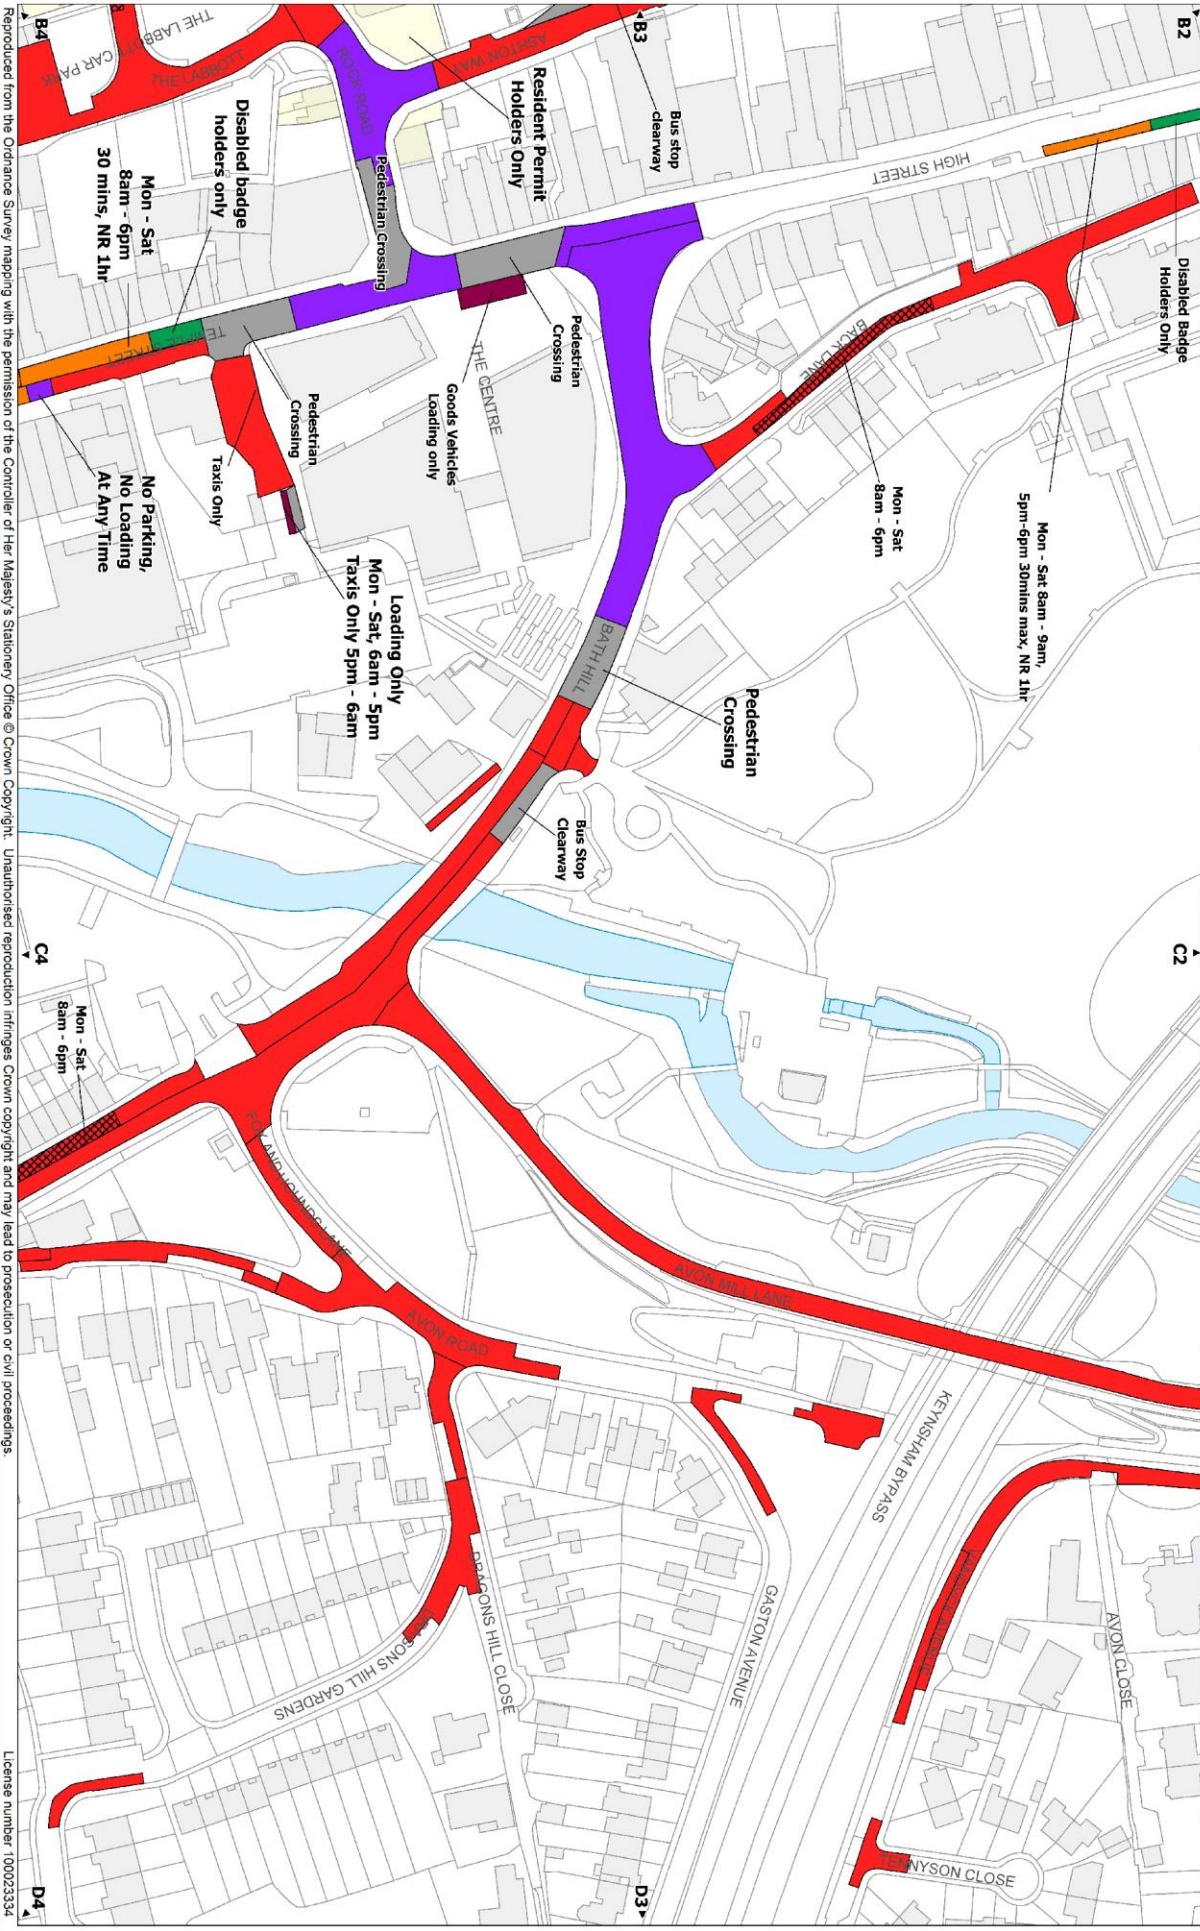 B4
B3
B2
THE LABBOTT CAR PARK
THE LABBOTT
ROCK ROAD
ASHTON WAY
Resident Permit
Holders Only
Bus stop
clearway
HIGH STREET
Disabled Badge
Holders Only
Disabled badge
holders only
Mon - Sat
8am - 6pm
30 mins, NR 1hr
Pedestrian Crossing
TEMPLE STREET
Pedestrian
Crossing
THE CENTRE
Goods Vehicles
Loading only
Pedestrian
Crossing
BACK LANE
Mon - Sat
8am - 6pm
Mon - Sat 8am - 9am,
5pm-6pm 30mins max, NR 1hr
No Parking,
No Loading
At Any Time
Taxis Only
Loading Only
Mon - Sat, 6am - 5pm
Taxis Only 5pm - 6am
BATH HILL
Pedestrian
Crossing
Bus Stop
Clearway
C4
C2
Mon - Sat
8am - 6pm
FOX AND HOUNDS LANE
AVON MILL LANE
AVON ROAD
KEYNSHAM BYPASS
DRAGONS HILL CLOSE
DRAGONS HILL GARDENS
GASTON AVENUE
AVON CLOSE
TENNYSON CLOSE
D4
D3
Reproduced from the Ordnance Survey mapping with the permission of the Controller of Her Majesty's Stationery Office © Crown Copyright. Unauthorised reproduction infringes Crown copyright and may lead to prosecution or civil proceedings.
License number 100023334